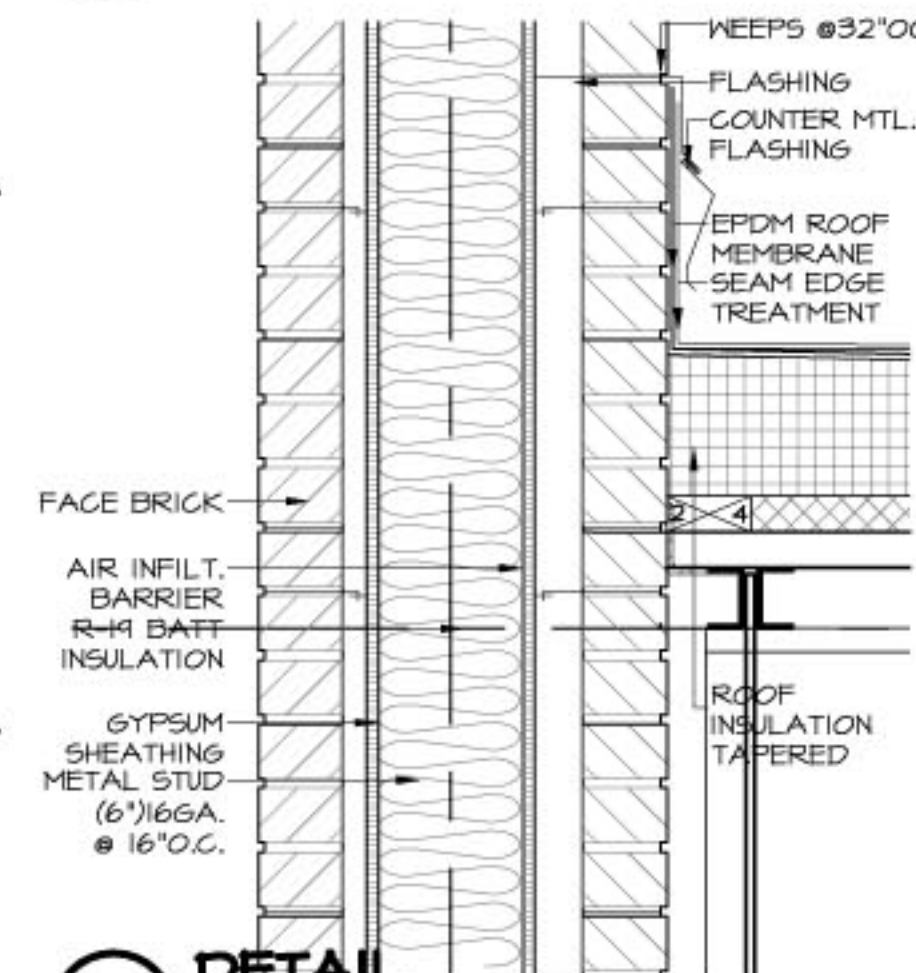 WEEPS @32"OC
FLASHING
COUNTER MTL.
FLASHING
EPDM ROOF
MEMBRANE
SEAM EDGE
TREATMENT
FACE BRICK
2 4
AIR INFILT.
BARRIER
R-19 BATT
INSULATION
ROOF
INSULATION
TAPERED
GYPSUM
SHEATHING
METAL STUD
(6")16GA.
@ 16"O.C.
DETAIL